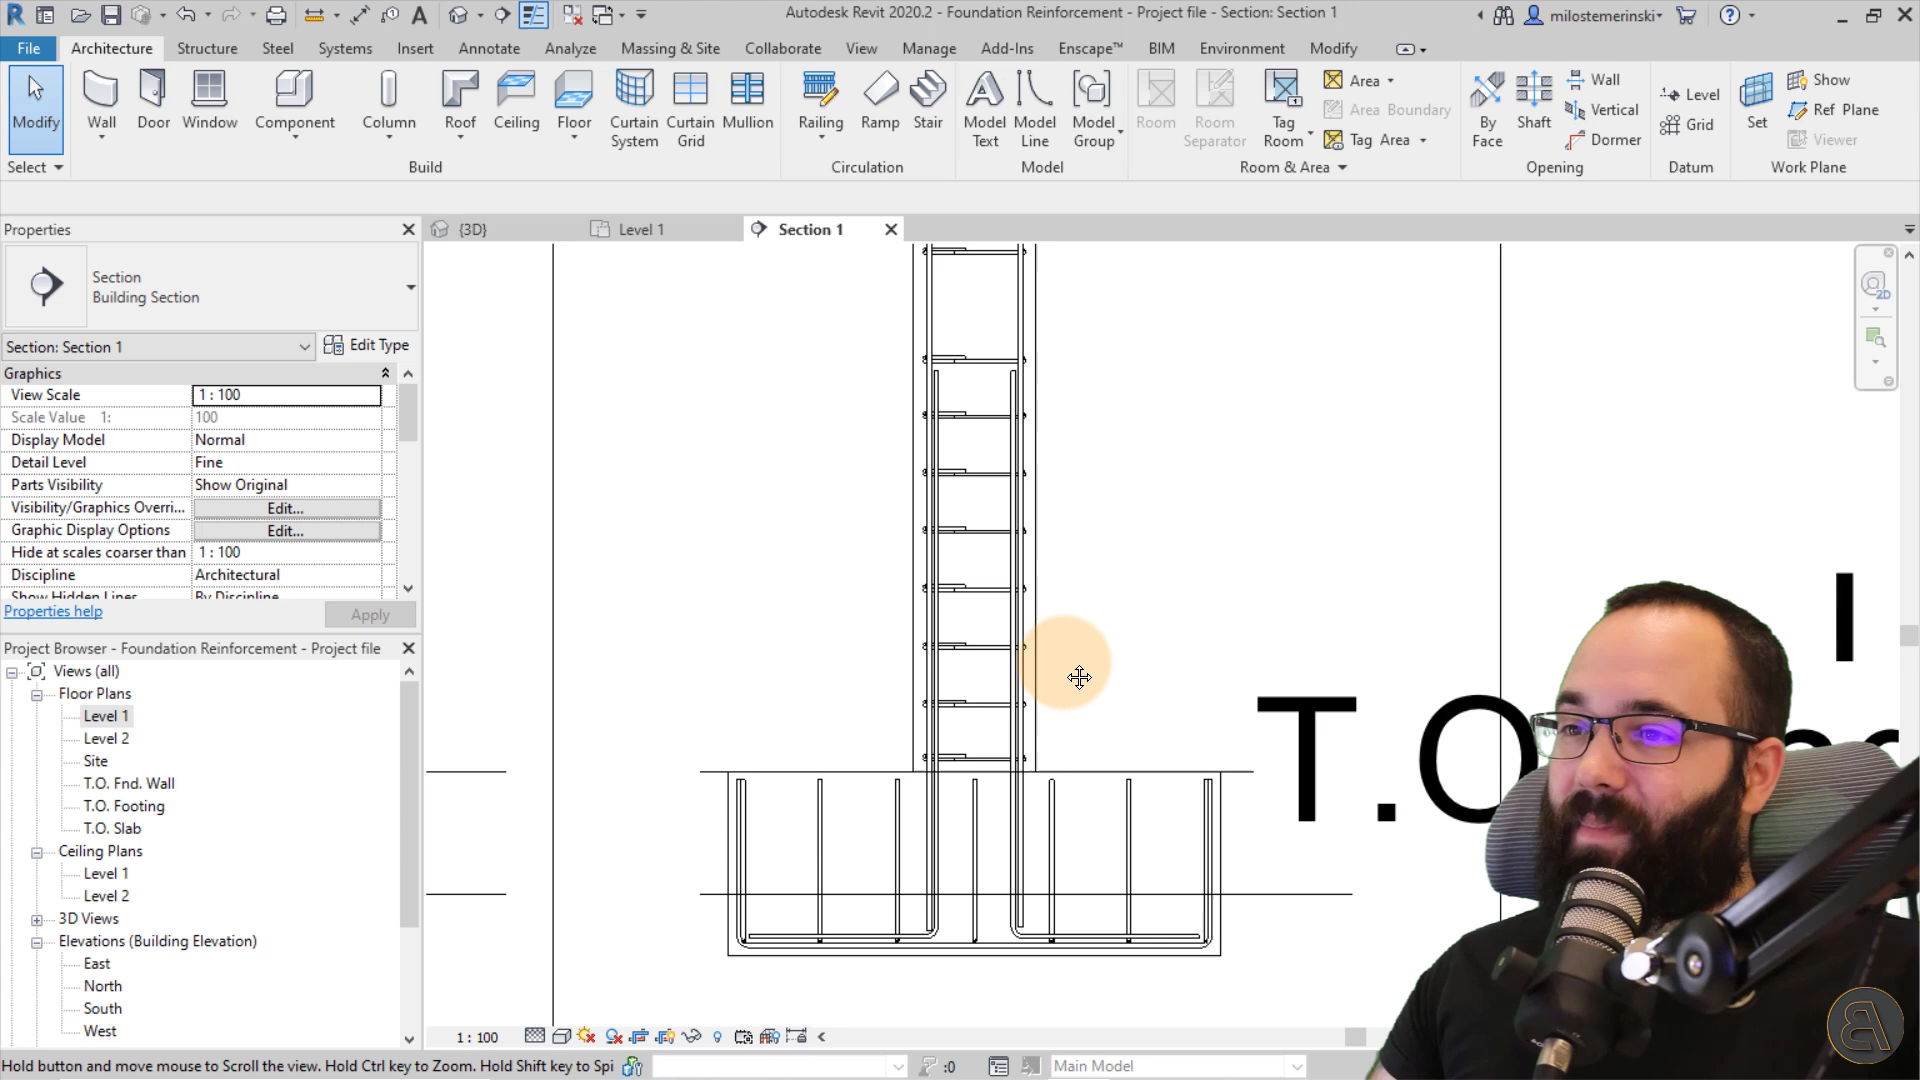 Autodesk Revit 2020.2 - Foundation Reinforcement - Project file - Section: Section 1
milostemerinski
File Architecture Structure Steel Systems Insert Annotate Analyze Massing & Site Collaborate View Manage Add-Ins Enscape™ BIM Environment Modify
Modify
Wall
Door
Window
Component
Column
Roof
Ceiling
Floor
Curtain System
Curtain Grid
Mullion
Railing
Ramp
Stair
Model Text
Model Line
Model Group
Room
Room Separator
Tag Room
Area
Area Boundary
Tag Area
By Face
Shaft
Wall
Vertical
Dormer
Level
Grid
Set
Show
Ref Plane
Viewer
Select Build Circulation Model Room & Area Opening Datum Work Plane
Properties
{3D} Level 1 Section 1
Section
Building Section
Section: Section 1 Edit Type
Graphics
View Scale 1 : 100
Scale Value 1: 100
Display Model Normal
Detail Level Fine
Parts Visibility Show Original
Visibility/Graphics Overri... Edit...
Graphic Display Options Edit...
Hide at scales coarser than 1 : 100
Discipline Architectural
Show Hidden Lines By Discipline
Properties help Apply
Project Browser - Foundation Reinforcement - Project file
Views (all)
Floor Plans
Level 1
Level 2
Site
T.O. Fnd. Wall
T.O. Footing
T.O. Slab
Ceiling Plans
Level 1
Level 2
3D Views
Elevations (Building Elevation)
East
North
South
West
2D
T.O
1 : 100
Hold button and move mouse to Scroll the view. Hold Ctrl key to Zoom. Hold Shift key to Spi
:0
Main Model